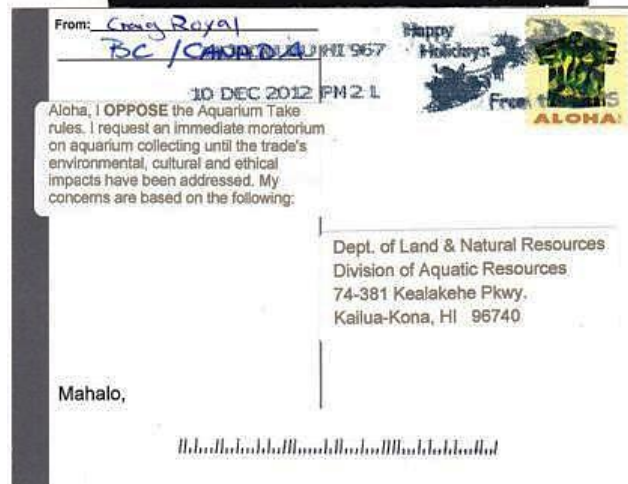 From: Craig Royal
BC / CANADA
HI 967
10 DEC 2012 PM 2 L
Happy
Holidays
From
ALOHA
Aloha, I OPPOSE the Aquarium Take
rules. I request an immediate moratorium
on aquarium collecting until the trade's
environmental, cultural and ethical
impacts have been addressed. My
concerns are based on the following:
Dept. of Land & Natural Resources
Division of Aquatic Resources
74-381 Kealakehe Pkwy.
Kailua-Kona, HI 96740
Mahalo,